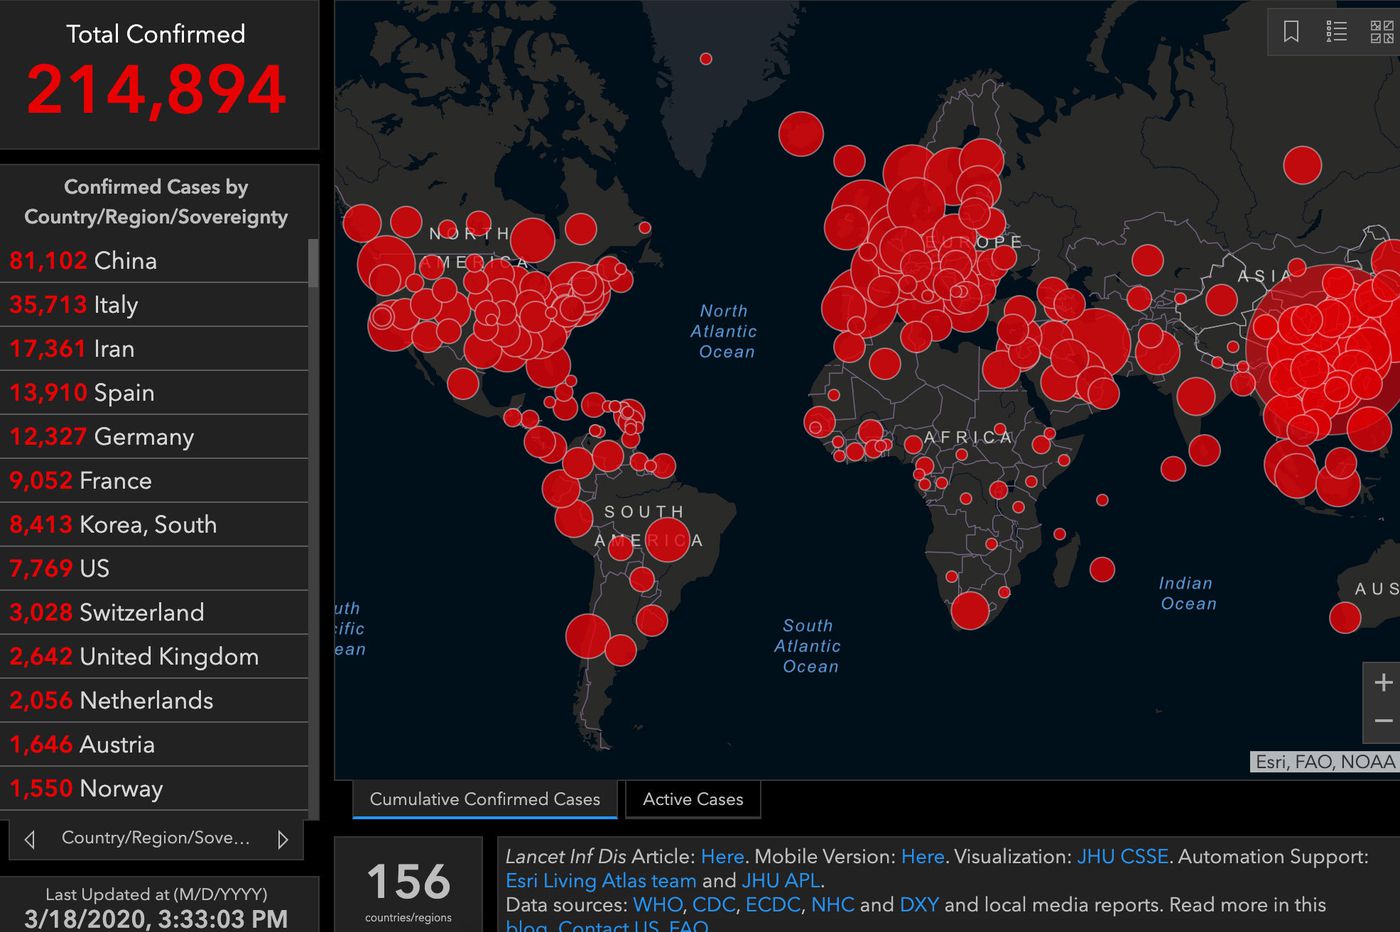 Total Confirmed
214,894
Confirmed Cases by
Country/Region/Sovereignty
81,102 China
35,713 Italy
17,361 Iran
13,910 Spain
12,327 Germany
9,052 France
8,413 Korea, South
7,769 US
3,028 Switzerland
2,642 United Kingdom
2,056 Netherlands
1,646 Austria
1,550 Norway
Country/Region/Sove...
Last Updated at (M/D/YYYY)
3/18/2020, 3:33:03 PM
NORTH
AMERICA
EUROPE
ASIA
North
Atlantic
Ocean
AFRICA
SOUTH
AMERICA
uth
ific
ean
South
Atlantic
Ocean
Indian
Ocean
AUS
+
−
Esri, FAO, NOAA
Cumulative Confirmed Cases
Active Cases
156
countries/regions
Lancet Inf Dis Article: Here. Mobile Version: Here. Visualization: JHU CSSE. Automation Support:
Esri Living Atlas team and JHU APL.
Data sources: WHO, CDC, ECDC, NHC and DXY and local media reports. Read more in this
blog. Contact US. FAQ.